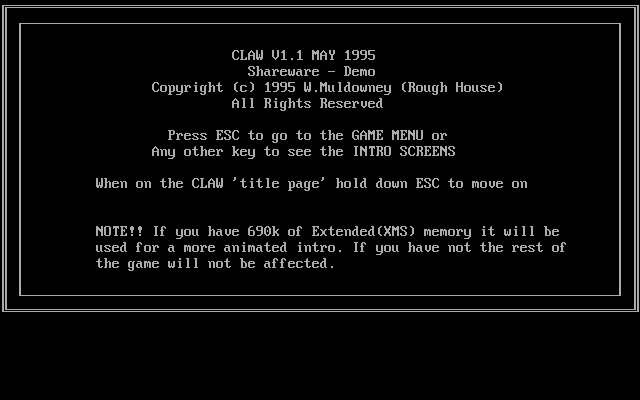 CLAW V1.1 MAY 1995
Shareware - Demo
Copyright (c) 1995 W.Muldowney (Rough House)
All Rights Reserved
Press ESC to go to the GAME MENU or
Any other key to see the INTRO SCREENS
When on the CLAW 'title page' hold down ESC to move on
NOTE!! If you have 690k of Extended(XMS) memory it will be
used for a more animated intro. If you have not the rest of
the game will not be affected.